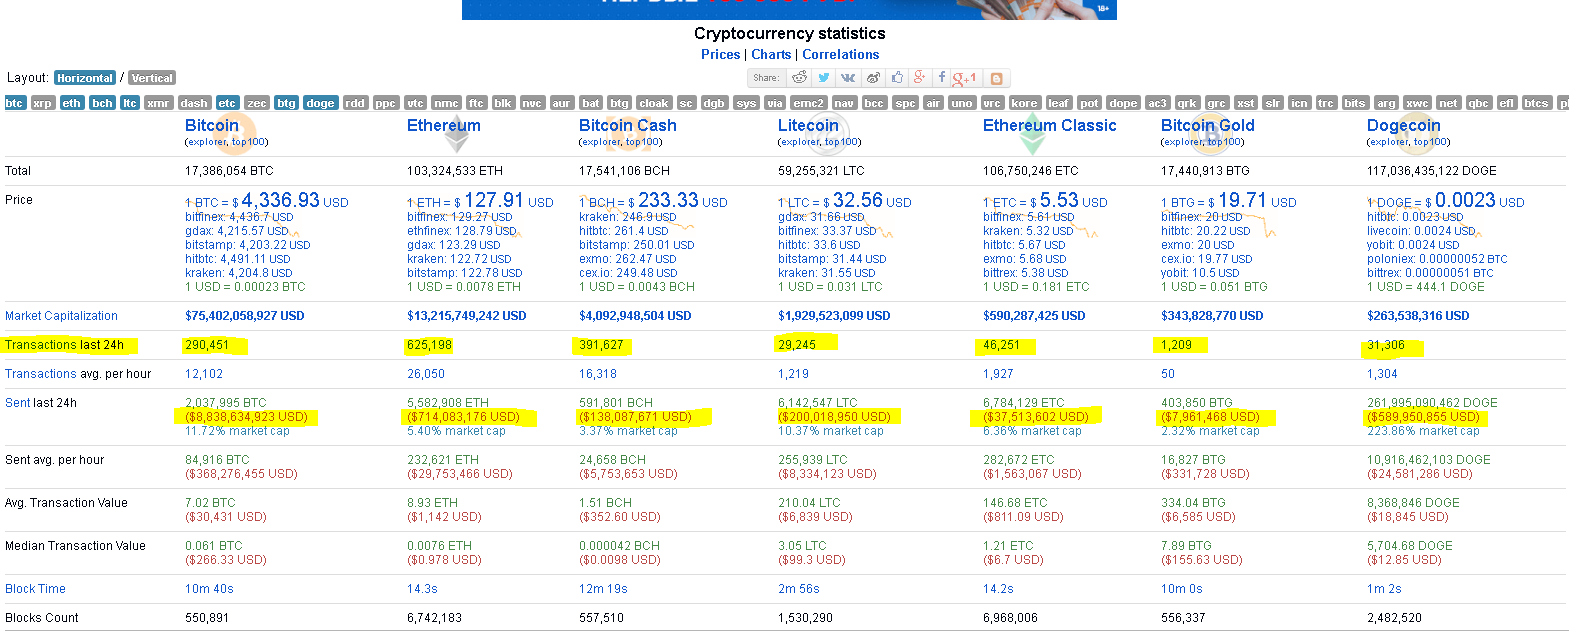 18+
Cryptocurrency statistics
Prices | Charts | Correlations
Layout: Horizontal / Vertical
Share: +1
btc xrp eth bch ltc xmr dash etc zec btg doge rdd ppc vtc nmc ftc blk nvc aur bat btg cloak sc dgb sys via emc2 nav bcc spc air uno vrc kore leaf pot dope ac3 qrk grc xst slr icn trc bits arg xwc net qbc efl btcs
Bitcoin Ethereum Bitcoin Cash Litecoin Ethereum Classic Bitcoin Gold Dogecoin
(explorer, top100) (explorer, top100) (explorer, top100) (explorer, top100) (explorer, top100)
Total 17,386,054 BTC 103,324,533 ETH 17,541,106 BCH 59,255,321 LTC 106,750,246 ETC 17,440,913 BTG 117,036,435,122 DOGE
Price 1 BTC = $ 4,336.93 USD 1 ETH = $ 127.91 USD 1 BCH = $ 233.33 USD 1 LTC = $ 32.56 USD 1 ETC = $ 5.53 USD 1 BTG = $ 19.71 USD 1 DOGE = $ 0.0023 USD
bitfinex: 4,436.7 USD bitfinex: 129.27 USD kraken: 246.9 USD gdax: 31.66 USD bitfinex: 5.61 USD bitfinex: 20 USD hitbtc: 0.0023 USD
gdax: 4,215.57 USD ethfinex: 128.79 USD hitbtc: 261.4 USD bitfinex: 33.37 USD kraken: 5.32 USD hitbtc: 20.22 USD livecoin: 0.0024 USD
bitstamp: 4,203.22 USD gdax: 123.29 USD bitstamp: 250.01 USD hitbtc: 33.6 USD hitbtc: 5.67 USD exmo: 20 USD yobit: 0.0024 USD
hitbtc: 4,491.11 USD kraken: 122.72 USD exmo: 262.47 USD bitstamp: 31.44 USD exmo: 5.68 USD cex.io: 19.77 USD poloniex: 0.00000052 BTC
kraken: 4,204.8 USD bitstamp: 122.78 USD cex.io: 249.48 USD kraken: 31.55 USD bittrex: 5.38 USD yobit: 10.5 USD bittrex: 0.00000051 BTC
1 USD = 0.00023 BTC 1 USD = 0.0078 ETH 1 USD = 0.0043 BCH 1 USD = 0.031 LTC 1 USD = 0.181 ETC 1 USD = 0.051 BTG 1 USD = 444.1 DOGE
Market Capitalization $75,402,058,927 USD $13,215,749,242 USD $4,092,948,504 USD $1,929,523,099 USD $590,287,425 USD $343,828,770 USD $263,538,316 USD
Transactions last 24h 290,451 625,198 391,627 29,245 46,251 1,209 31,306
Transactions avg. per hour 12,102 26,050 16,318 1,219 1,927 50 1,304
Sent last 24h 2,037,995 BTC 5,582,908 ETH 591,801 BCH 6,142,547 LTC 6,784,129 ETC 403,850 BTG 261,995,090,462 DOGE
($8,838,634,923 USD) ($714,083,176 USD) ($138,087,671 USD) ($200,018,950 USD) ($37,513,602 USD) ($7,961,468 USD) ($589,950,855 USD)
11.72% market cap 5.40% market cap 3.37% market cap 10.37% market cap 6.36% market cap 2.32% market cap 223.86% market cap
Sent avg. per hour 84,916 BTC 232,621 ETH 24,658 BCH 255,939 LTC 282,672 ETC 16,827 BTG 10,916,462,103 DOGE
($368,276,455 USD) ($29,753,466 USD) ($5,753,653 USD) ($8,334,123 USD) ($1,563,067 USD) ($331,728 USD) ($24,581,286 USD)
Avg. Transaction Value 7.02 BTC 8.93 ETH 1.51 BCH 210.04 LTC 146.68 ETC 334.04 BTG 8,368,846 DOGE
($30,431 USD) ($1,142 USD) ($352.60 USD) ($6,839 USD) ($811.09 USD) ($6,585 USD) ($18,845 USD)
Median Transaction Value 0.061 BTC 0.0076 ETH 0.000042 BCH 3.05 LTC 1.21 ETC 7.89 BTG 5,704.68 DOGE
($266.33 USD) ($0.978 USD) ($0.0098 USD) ($99.3 USD) ($6.7 USD) ($155.63 USD) ($12.85 USD)
Block Time 10m 40s 14.3s 12m 19s 2m 56s 14.2s 10m 0s 1m 2s
Blocks Count 550,891 6,742,183 557,510 1,530,290 6,968,006 556,337 2,482,520